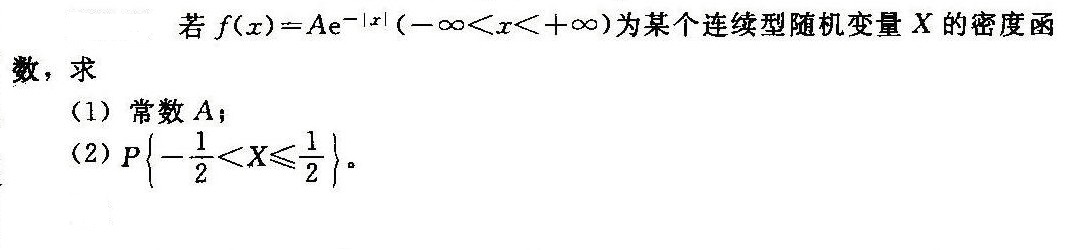 若 f(x)=Ae^{-|x|}(-∞<x<+∞)为某个连续型随机变量 X 的密度函
数，求
（1）常数 A；
（2）P{-1/2<X≤1/2}。